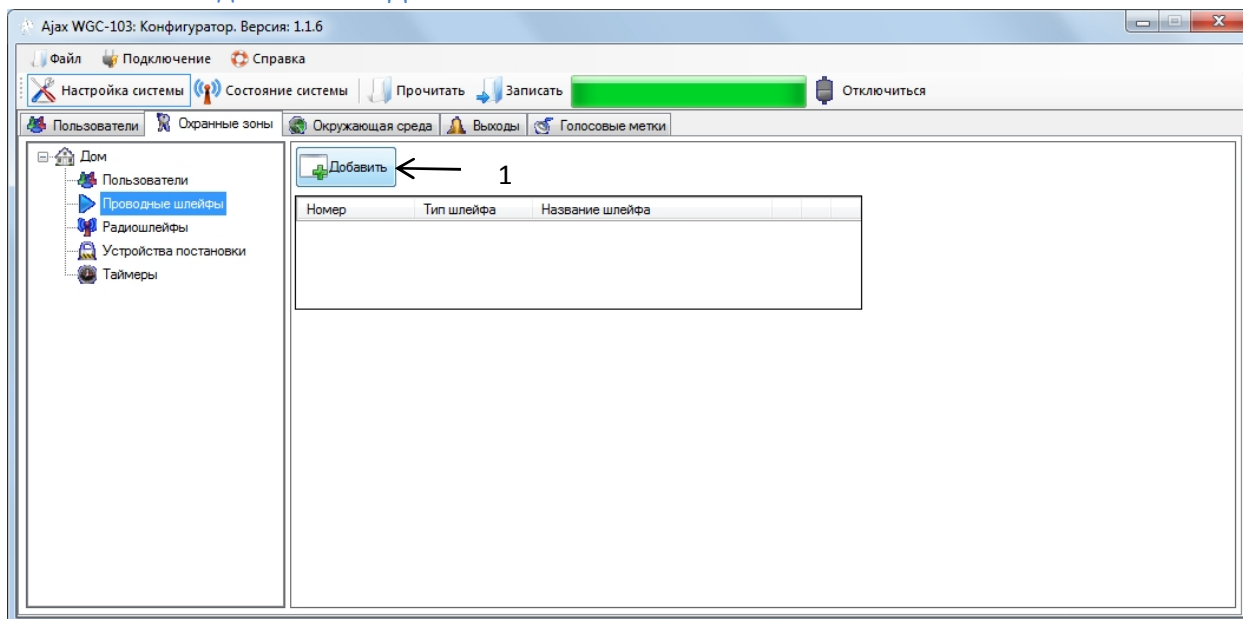 Ajax WGC-103: Конфигуратор. Версия: 1.1.6
Файл Подключение Справка
Настройка системы Состояние системы Прочитать Записать Отключиться
Пользователи Охранные зоны Окружающая среда Выходы Голосовые метки
Дом
Пользователи
Проводные шлейфы
Радиошлейфы
Устройства постановки
Таймеры
Добавить
1
Номер Тип шлейфа Название шлейфа